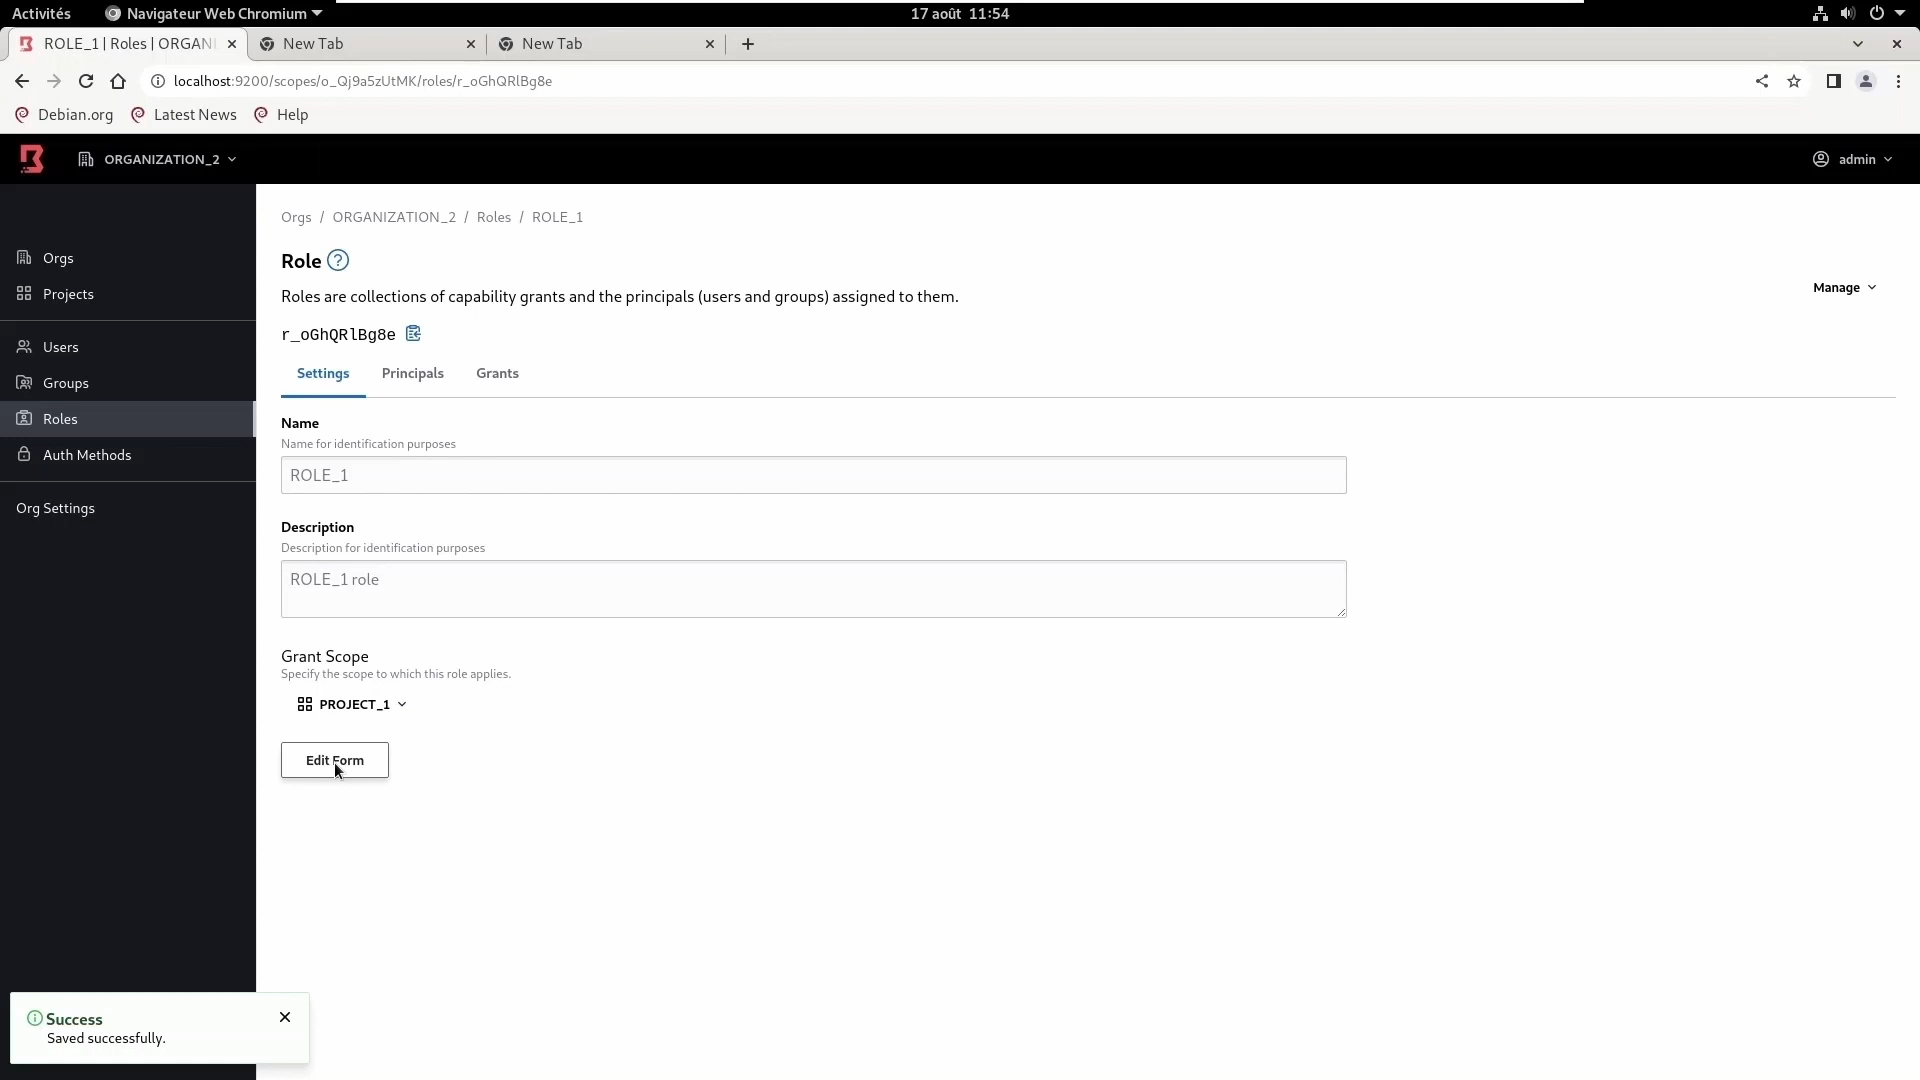 Activités
Navigateur Web Chromium
17 août 11:54
ROLE_1 | Roles | ORGANI
New Tab
New Tab
localhost:9200/scopes/o_Qj9a5zUtMK/roles/r_oGhQRlBg8e
Debian.org
Latest News
Help
ORGANIZATION_2
admin
Orgs / ORGANIZATION_2 / Roles / ROLE_1
Orgs
Projects
Users
Groups
Roles
Auth Methods
Org Settings
Role
Roles are collections of capability grants and the principals (users and groups) assigned to them.
Manage
r_oGhQRlBg8e
Settings
Principals
Grants
Name
Name for identification purposes
ROLE_1
Description
Description for identification purposes
ROLE_1 role
Grant Scope
Specify the scope to which this role applies.
PROJECT_1
Edit Form
Success
Saved successfully.